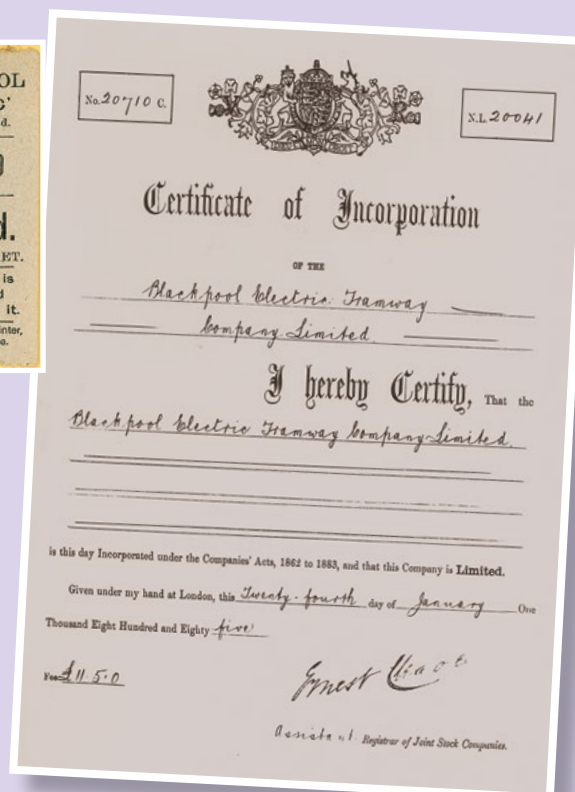 OL
d.
d.
ET.
is
d
it.
inter,
No. 20710 C.
N.L. 20041
Certificate of Incorporation
OF THE
Blackpool Electric Tramway
Company Limited
I hereby Certify, That the
Blackpool Electric Tramway Company Limited.
is this day Incorporated under the Companies' Acts, 1862 to 1883, and that this Company is Limited.
Given under my hand at London, this Twenty-fourth day of January One
Thousand Eight Hundred and Eighty five
Fee £11.5.0
Ernest
Assistant Registrar of Joint Stock Companies.